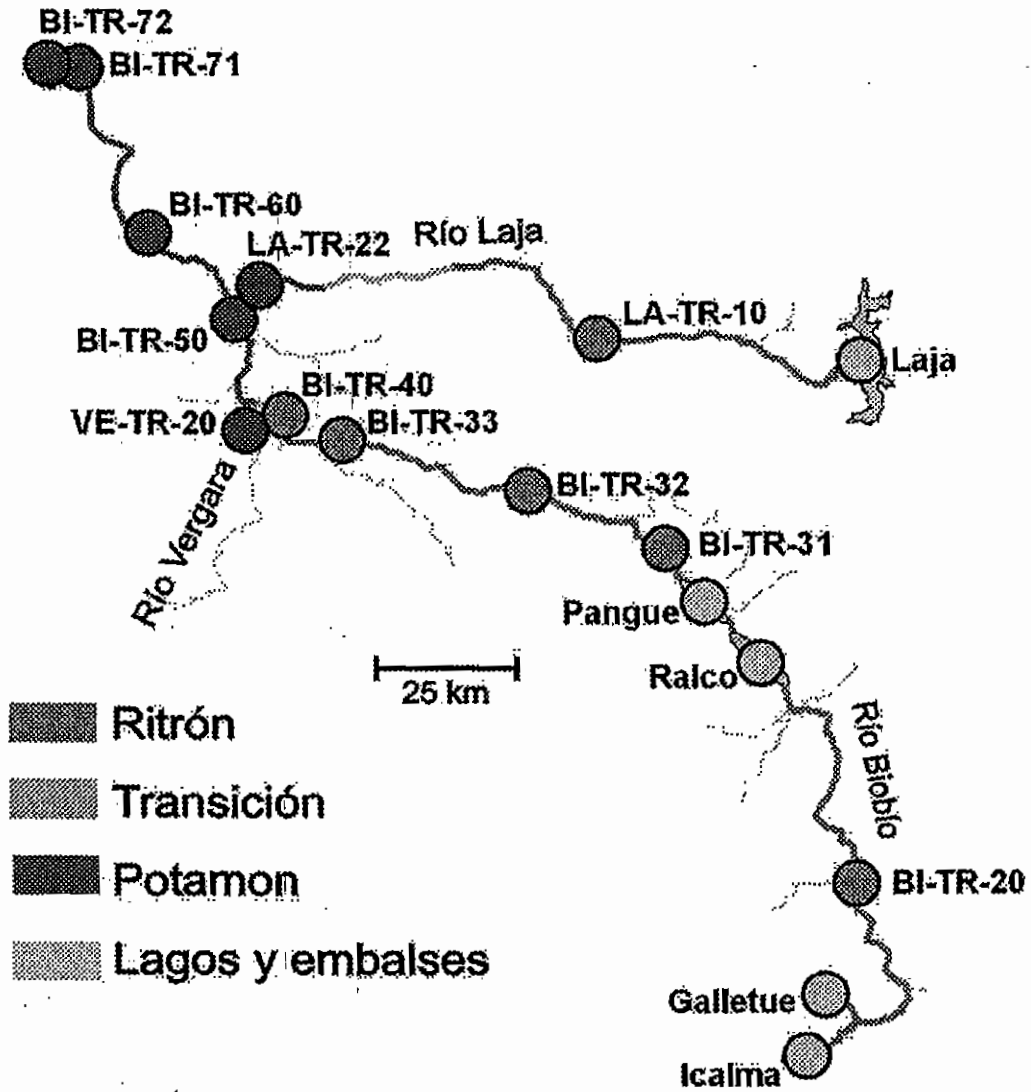 BI-TR-72
BI-TR-71
BI-TR-60
LA-TR-22
Río Laja
BI-TR-50
LA-TR-10
Laja
BI-TR-40
VE-TR-20
BI-TR-33
BI-TR-32
Río Vergara
BI-TR-31
Pangue
Ralco
25 km
Río Biobío
Ritrón
Transición
Potamon
Lagos y embalses
BI-TR-20
Galletue
Icalma